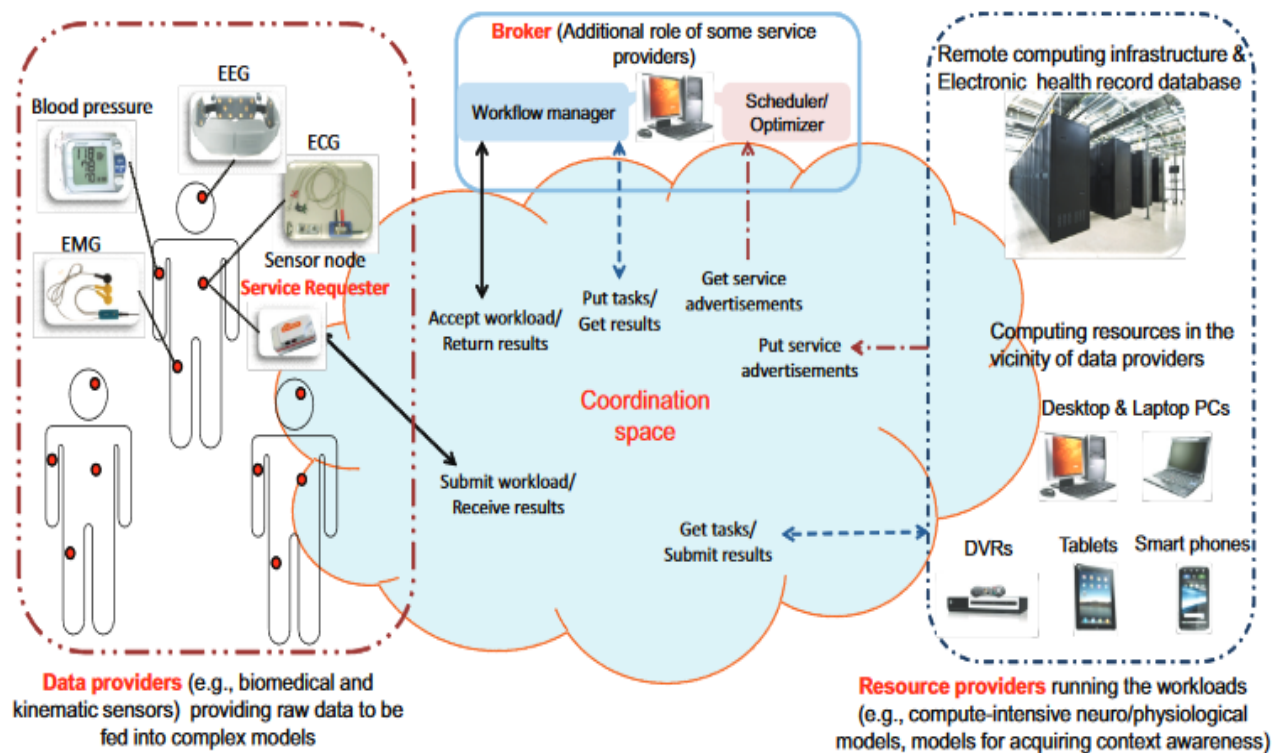 Broker (Additional role of some service
providers)
Workflow manager
Scheduler/
Optimizer
EEG
Blood pressure
ECG
EMG
Sensor node
Service Requester
Remote computing infrastructure &
Electronic health record database
Accept workload/
Return results
Put tasks/
Get results
Get service
advertisements
Put service
advertisements
Coordination
space
Submit workload/
Receive results
Get tasks/
Submit results
Computing resources in the
vicinity of data providers
Desktop & Laptop PCs
DVRs
Tablets
Smart phones
Data providers (e.g., biomedical and
kinematic sensors) providing raw data to be
fed into complex models
Resource providers running the workloads
(e.g., compute-intensive neuro/physiological
models, models for acquiring context awareness)